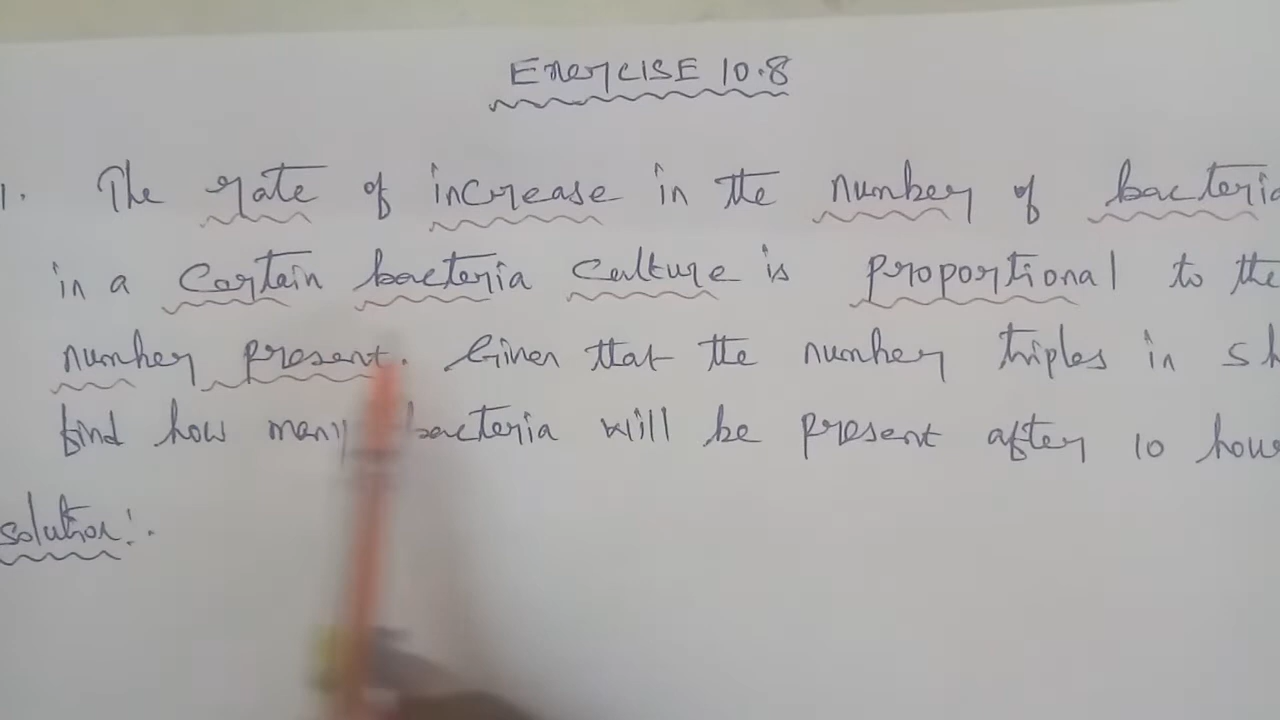 Exercise 10.8
1. The rate of increase in the number of bacteria
in a certain bacteria culture is proportional to the
number present. Given that the number triples in 5 h
find how many bacteria will be present after 10 hou
solution:.